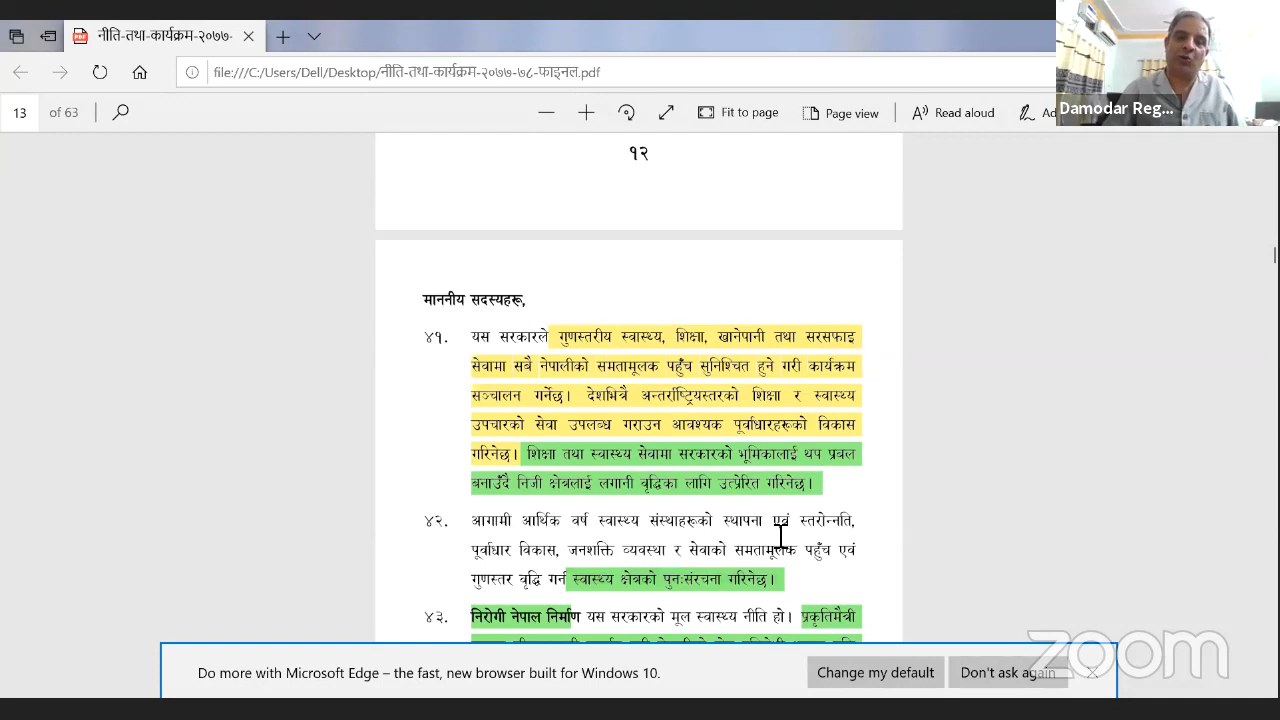 नीति-तथा-कार्यक्रम-२०७७-
file:///C:/Users/Dell/Desktop/नीति-तथा-कार्यक्रम-२०७७-७८-फाइनल.pdf
13 of 63
Fit to page
Page view
Read aloud
Ad
Damodar Reg...
१२
माननीय सदस्यहरू,
४१. यस सरकारले गुणस्तरीय स्वास्थ्य, शिक्षा, खानेपानी तथा सरसफाइ
सेवामा सबै नेपालीको समतामूलक पहुँच सुनिश्चित हुने गरी कार्यक्रम
सञ्चालन गर्नेछ। देशभित्रै अन्तर्राष्ट्रियस्तरको शिक्षा र स्वास्थ्य
उपचारको सेवा उपलब्ध गराउन आवश्यक पूर्वाधारहरूको विकास
गरिनेछ। शिक्षा तथा स्वास्थ्य सेवामा सरकारको भूमिकालाई थप प्रबल
बनाउँदै निजी क्षेत्रलाई लगानी वृद्धिका लागि उत्प्रेरित गरिनेछ।
४२. आगामी आर्थिक वर्ष स्वास्थ्य संस्थाहरूको स्थापना एवं स्तरोन्नति,
पूर्वाधार विकास, जनशक्ति व्यवस्था र सेवाको समतामूलक पहुँच एवं
गुणस्तर वृद्धि गर्न स्वास्थ्य क्षेत्रको पुनःसंरचना गरिनेछ।
४३. निरोगी नेपाल निर्माण यस सरकारको मूल स्वास्थ्य नीति हो। प्रकृतिमैत्री
Do more with Microsoft Edge – the fast, new browser built for Windows 10.
Change my default
Don't ask again
zoom